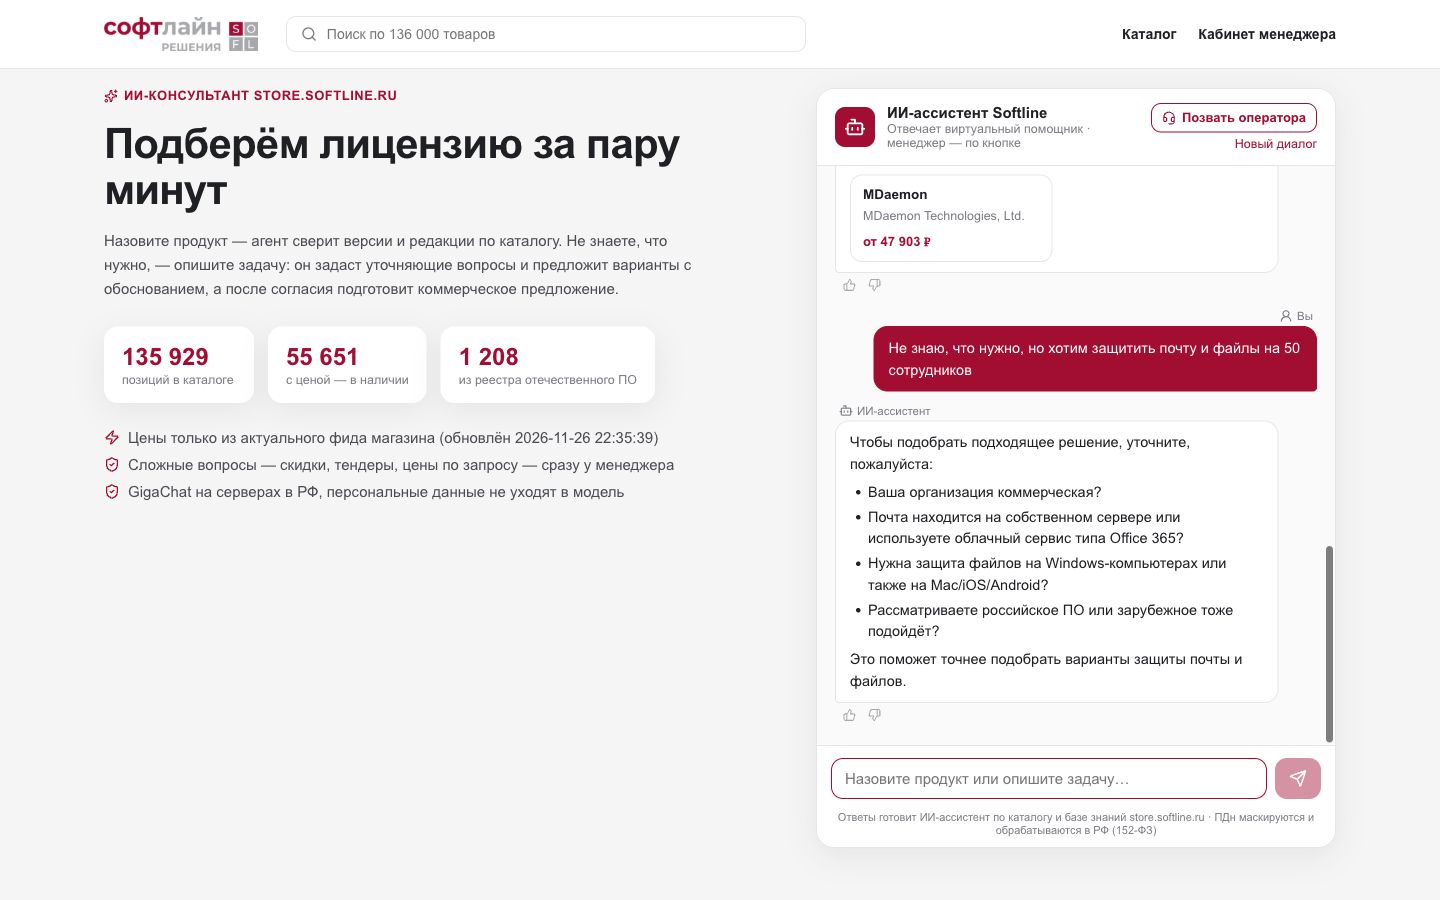 софтлайн
РЕШЕНИЯ
SO
FL
Поиск по 136 000 товаров
Каталог
Кабинет менеджера
ИИ-КОНСУЛЬТАНТ STORE.SOFTLINE.RU
Подберём лицензию за пару
минут
Назовите продукт — агент сверит версии и редакции по каталогу. Не знаете, что
нужно, — опишите задачу: он задаст уточняющие вопросы и предложит варианты с
обоснованием, а после согласия подготовит коммерческое предложение.
135 929
позиций в каталоге
55 651
с ценой — в наличии
1 208
из реестра отечественного ПО
Цены только из актуального фида магазина (обновлён 2026-11-26 22:35:39)
Сложные вопросы — скидки, тендеры, цены по запросу — сразу у менеджера
GigaChat на серверах в РФ, персональные данные не уходят в модель
ИИ-ассистент Softline
Отвечает виртуальный помощник ·
менеджер — по кнопке
Позвать оператора
Новый диалог
MDaemon
MDaemon Technologies, Ltd.
от 47 903 ₽
Вы
Не знаю, что нужно, но хотим защитить почту и файлы на 50
сотрудников
ИИ-ассистент
Чтобы подобрать подходящее решение, уточните,
пожалуйста:
• Ваша организация коммерческая?
• Почта находится на собственном сервере или
используете облачный сервис типа Office 365?
• Нужна защита файлов на Windows-компьютерах или
также на Mac/iOS/Android?
• Рассматриваете российское ПО или зарубежное тоже
подойдёт?
Это поможет точнее подобрать варианты защиты почты и
файлов.
Назовите продукт или опишите задачу…
Ответы готовит ИИ-ассистент по каталогу и базе знаний store.softline.ru · ПДн маскируются и
обрабатываются в РФ (152-ФЗ)